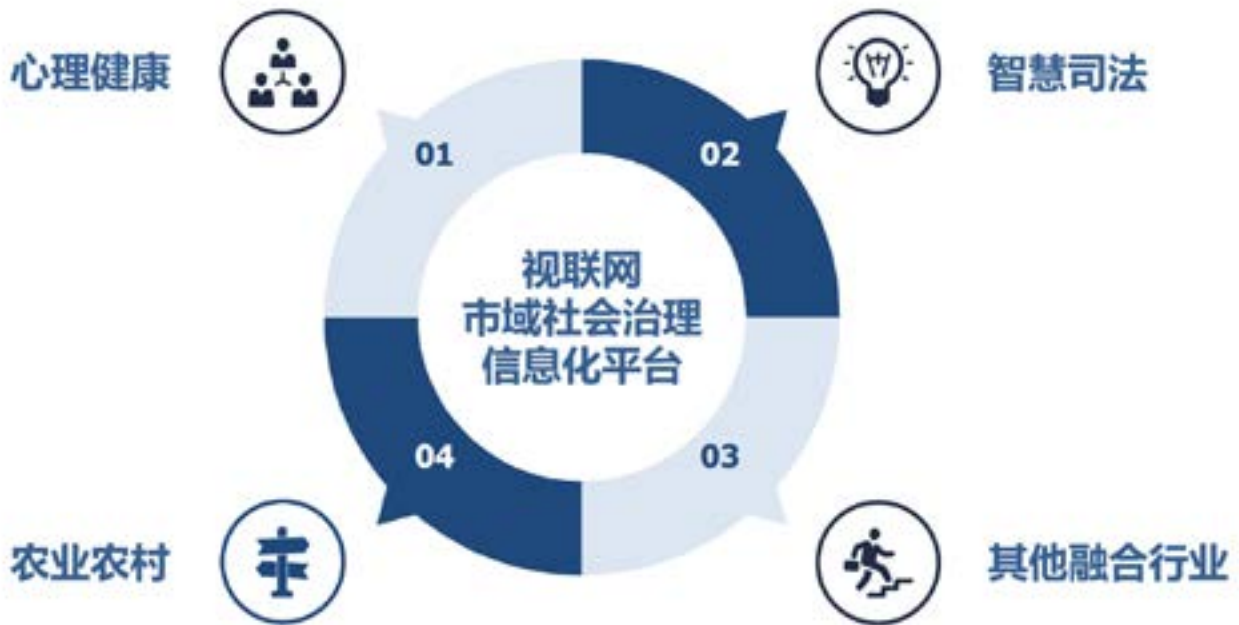 心理健康
智慧司法
01
02
视联网
市域社会治理
信息化平台
04
03
农业农村
其他融合行业